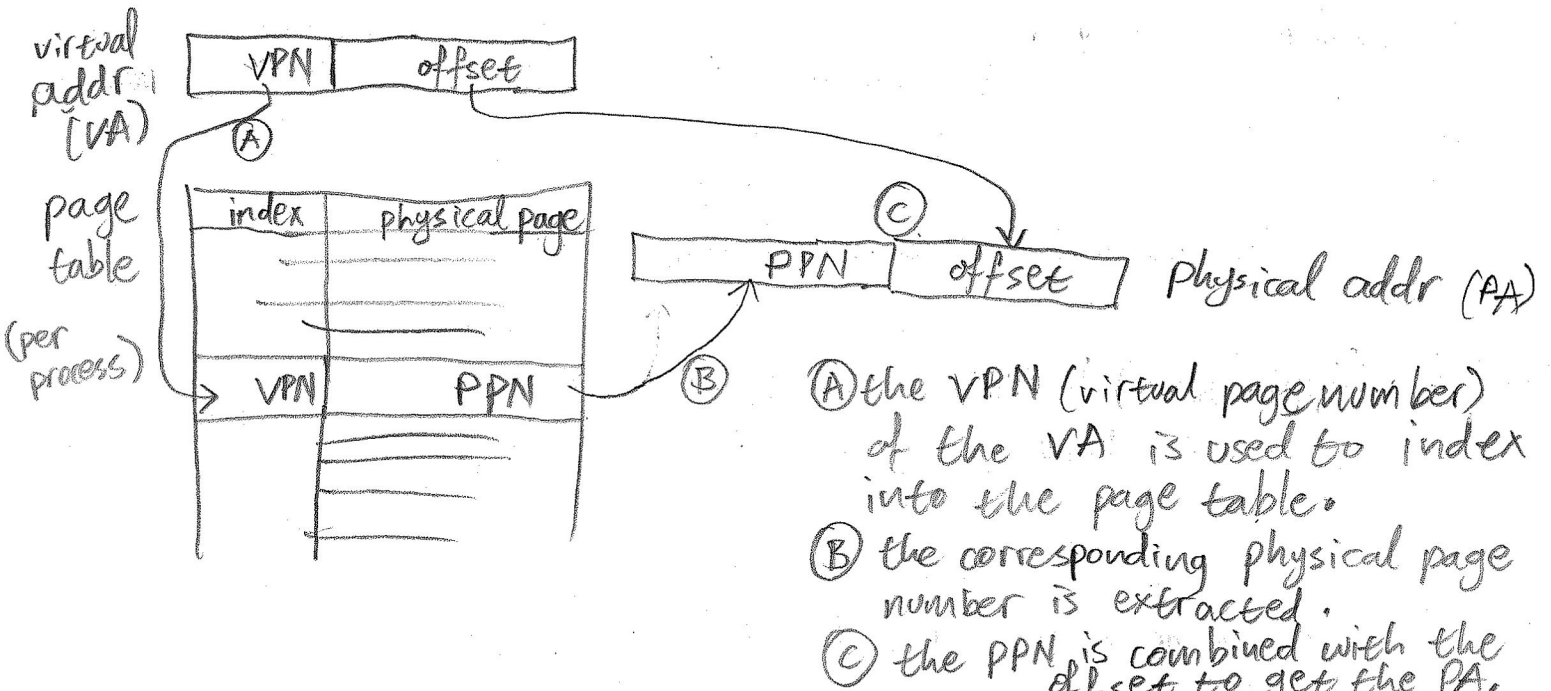 virtual
addr
(VA)
VPN offset
Ⓐ
page
table
(per
process)
index physical page
VPN PPN
Ⓑ
Ⓒ
PPN offset
physical addr (PA)
Ⓐ the VPN (virtual page number)
of the VA is used to index
into the page table.
Ⓑ the corresponding physical page
number is extracted.
Ⓒ the PPN is combined with the
offset to get the PA.